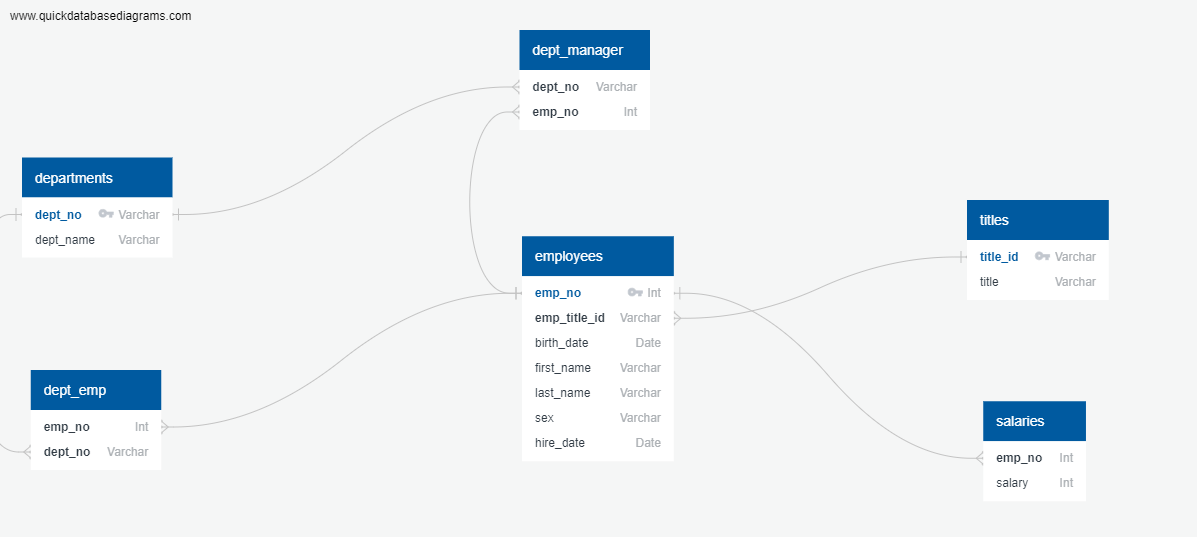 www.quickdatabasediagrams.com
dept_manager
dept_no Varchar
emp_no Int
departments
dept_no Varchar
dept_name Varchar
employees
emp_no Int
emp_title_id Varchar
birth_date Date
first_name Varchar
last_name Varchar
sex Varchar
hire_date Date
titles
title_id Varchar
title Varchar
dept_emp
emp_no Int
dept_no Varchar
salaries
emp_no Int
salary Int